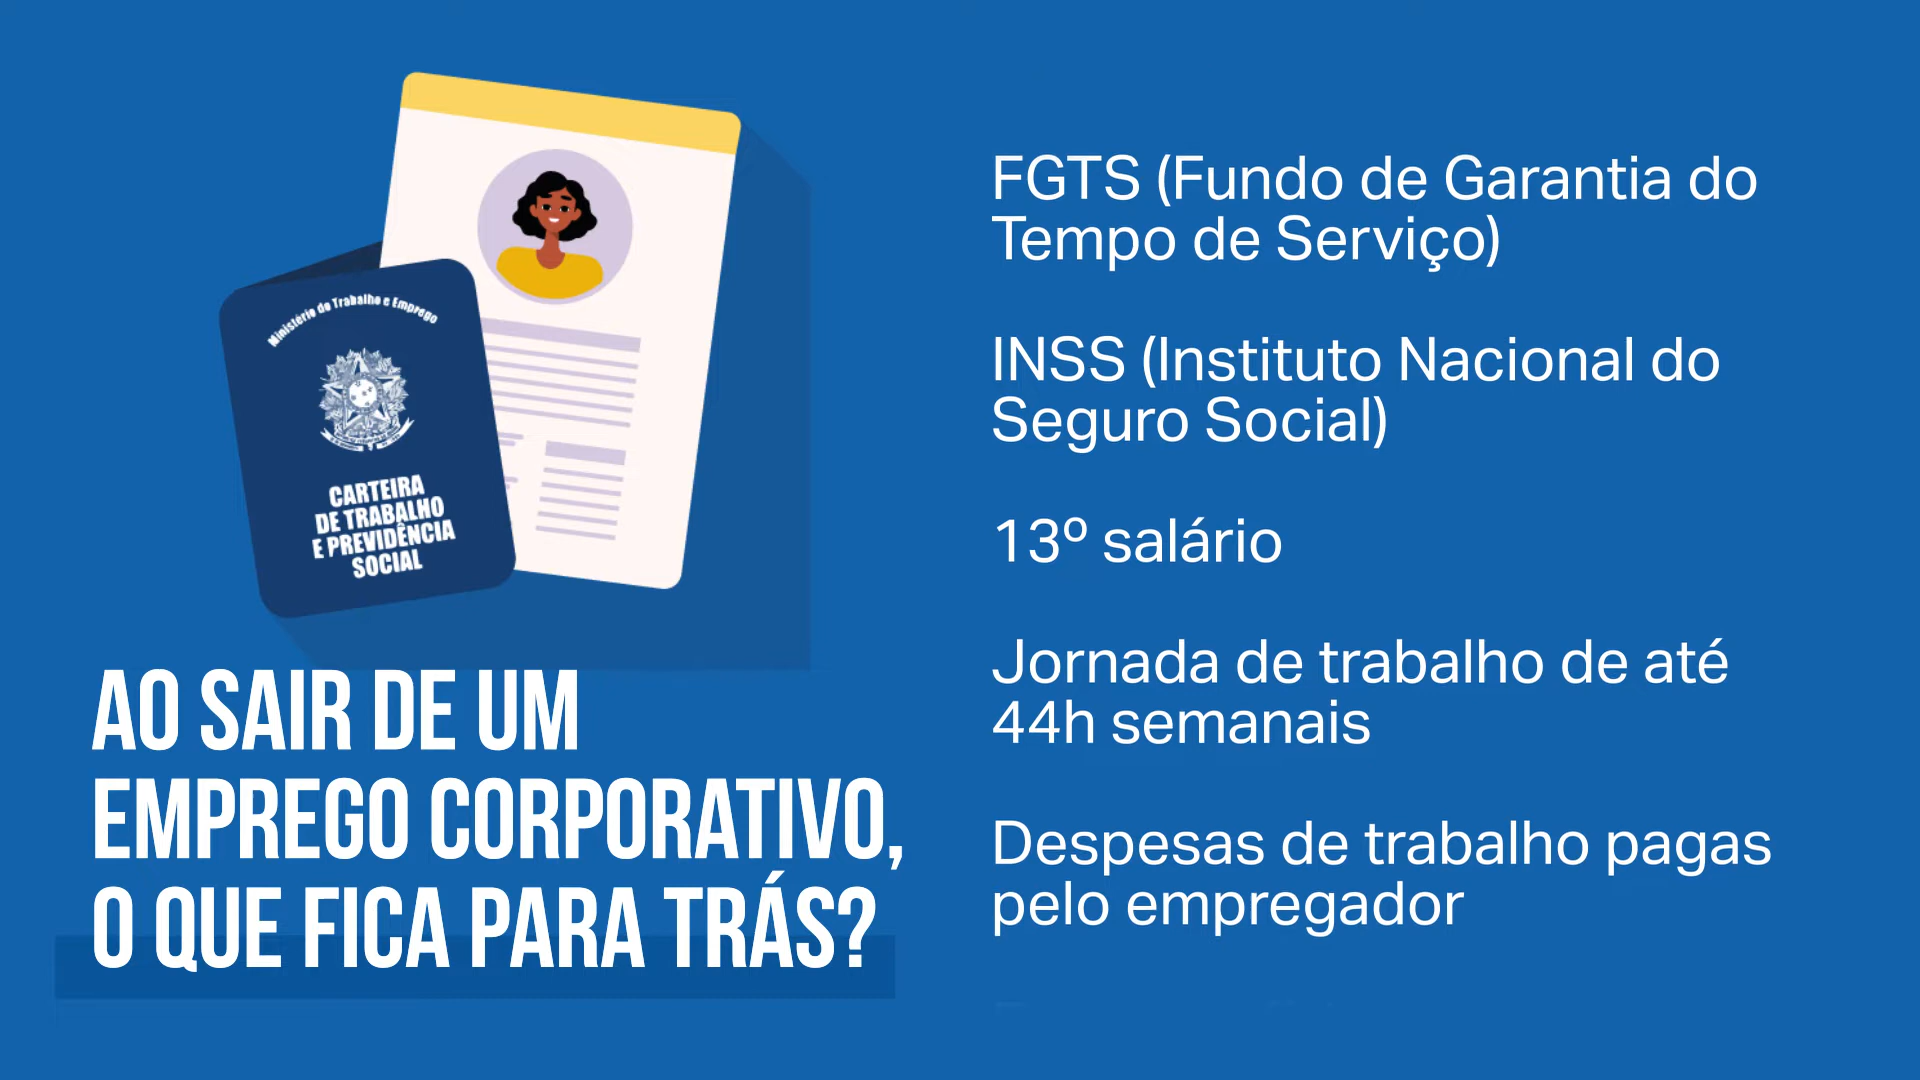 Ministério do Trabalho e Emprego
CARTEIRA
DE TRABALHO
E PREVIDÊNCIA
SOCIAL
AO SAIR DE UM
EMPREGO CORPORATIVO,
O QUE FICA PARA TRÁS?
FGTS (Fundo de Garantia do
Tempo de Serviço)
INSS (Instituto Nacional do
Seguro Social)
13º salário
Jornada de trabalho de até
44h semanais
Despesas de trabalho pagas
pelo empregador